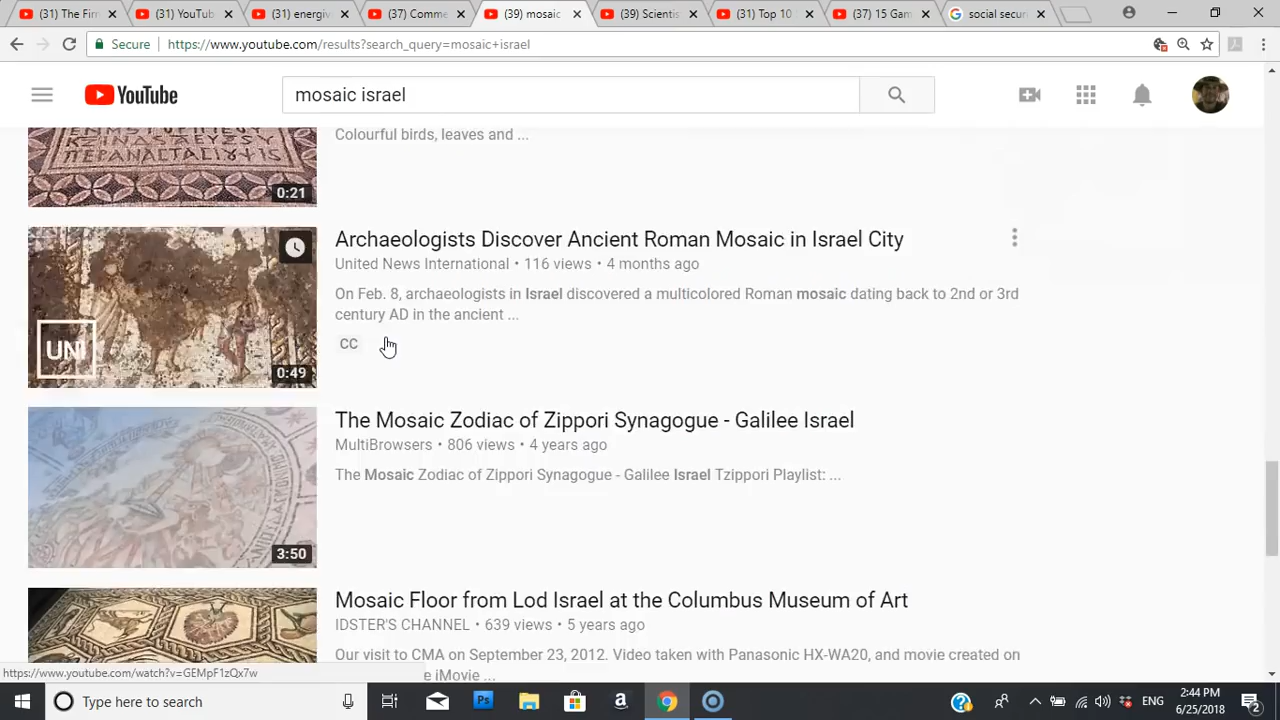 (31) The Fir
(31) YouTub
(31) energiv
(37) Comme
(39) mosaic
(39) Scientis
(31) Top 10
(37) 15 Gam
social secur
Secure
https://www.youtube.com/results?search_query=mosaic+israel
YouTube
mosaic israel
Colourful birds, leaves and ...
ΠΕΡΑΝΑΣΤΑΣΙ
0:21
Archaeologists Discover Ancient Roman Mosaic in Israel City
United News International • 116 views • 4 months ago
On Feb. 8, archaeologists in Israel discovered a multicolored Roman mosaic dating back to 2nd or 3rd
century AD in the ancient ...
CC
UNI
0:49
The Mosaic Zodiac of Zippori Synagogue - Galilee Israel
MultiBrowsers • 806 views • 4 years ago
The Mosaic Zodiac of Zippori Synagogue - Galilee Israel Tzippori Playlist: ...
3:50
Mosaic Floor from Lod Israel at the Columbus Museum of Art
IDSTER'S CHANNEL • 639 views • 5 years ago
Our visit to CMA on September 23, 2012. Video taken with Panasonic HX-WA20, and movie created on
e iMovie ...
https://www.youtube.com/watch?v=GEMpF1zQx7w
Type here to search
ENG
2:44 PM
6/25/2018
2